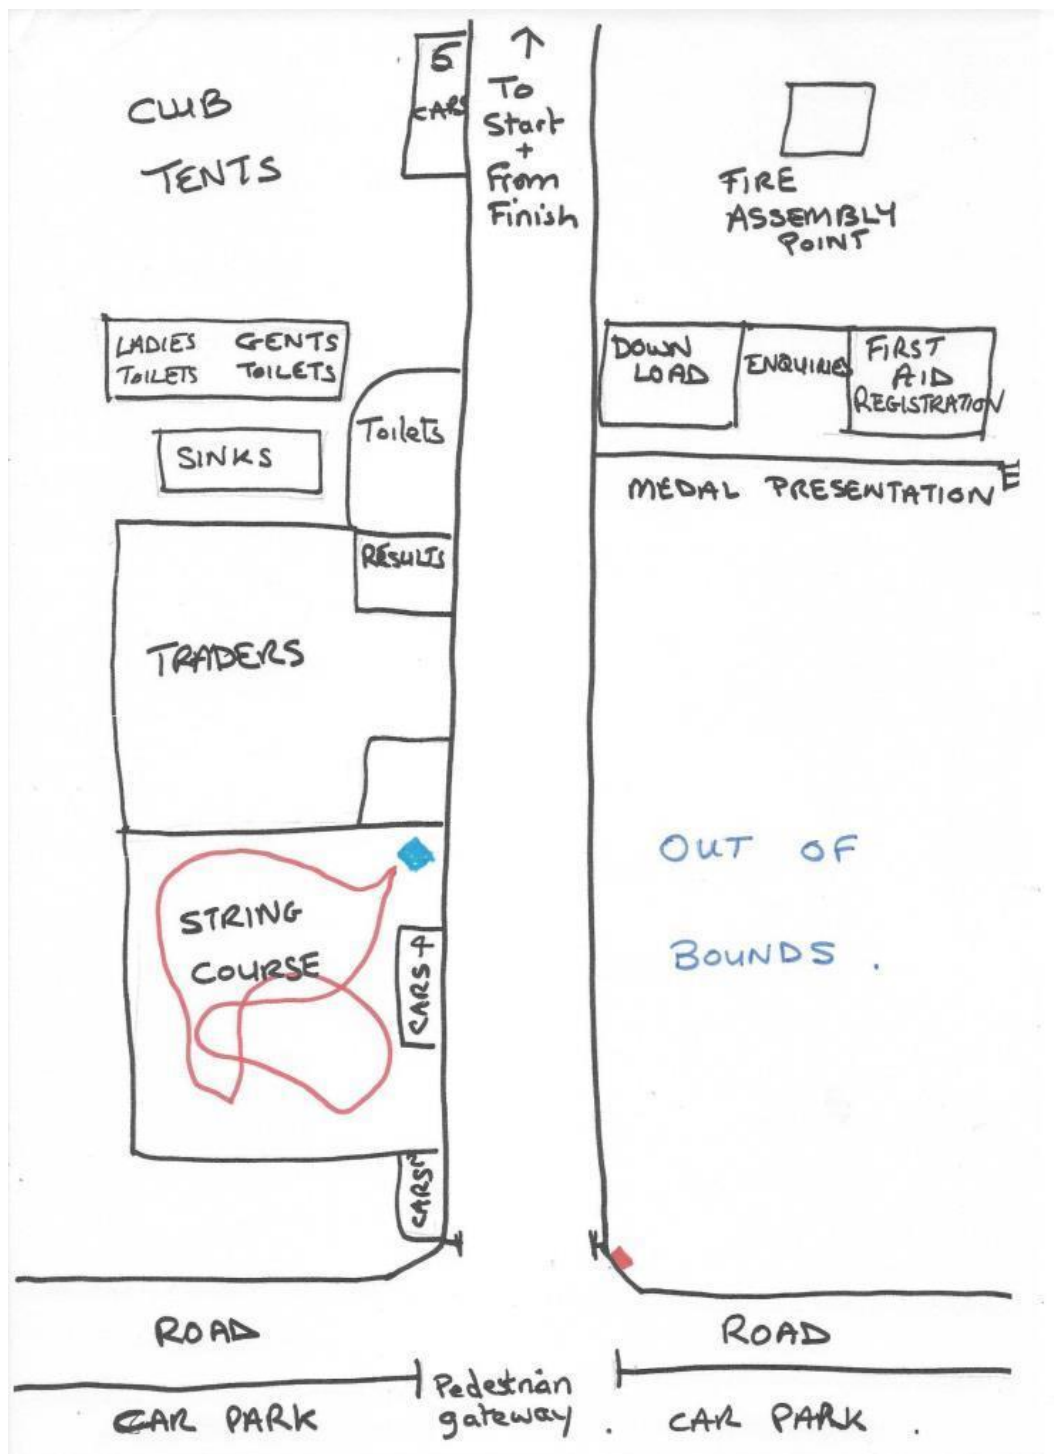 6
CARS
↑
To
Start
+
From
Finish
CLUB
TENTS
FIRE
ASSEMBLY
POINT
LADIES GENTS
TOILETS TOILETS
SINKS
Toilets
RESULTS
DOWN
LOAD
ENQUIRIES
FIRST
AID
REGISTRATION
MEDAL PRESENTATION
TRADERS
STRING
COURSE
CARS 4
CARS 2
OUT OF
BOUNDS .
ROAD
ROAD
Pedestrian
gateway .
CAR PARK
CAR PARK .